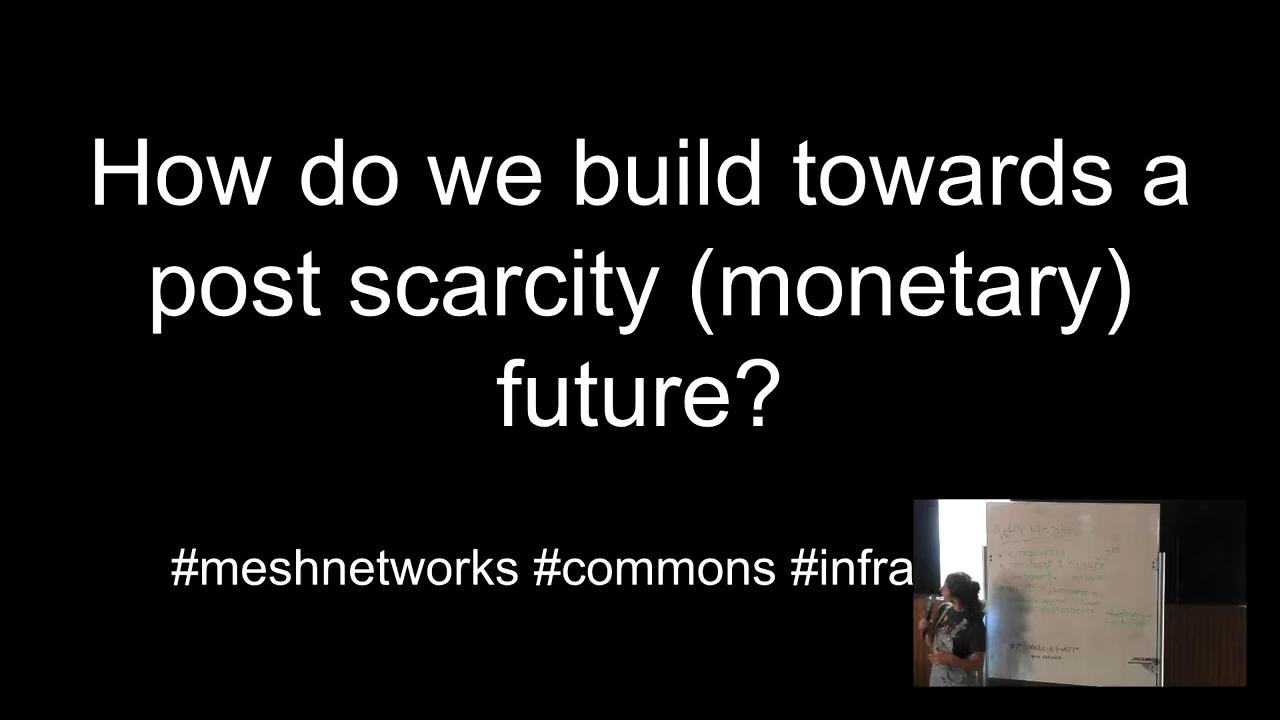 How do we build towards a
post scarcity (monetary)
future?
#meshnetworks #commons #infra